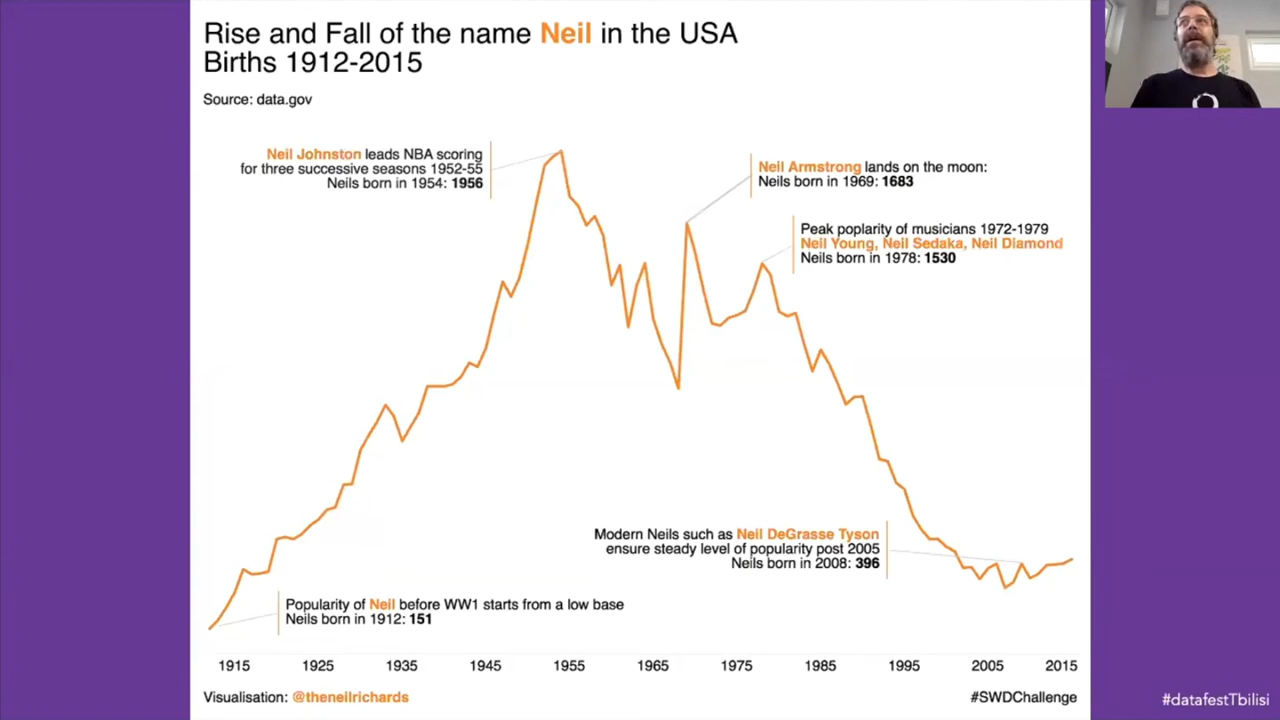 Rise and Fall of the name Neil in the USA
Births 1912-2015
Source: data.gov
Neil Johnston leads NBA scoring
for three successive seasons 1952-55
Neils born in 1954: 1956
Neil Armstrong lands on the moon:
Neils born in 1969: 1683
Peak poplarity of musicians 1972-1979
Neil Young, Neil Sedaka, Neil Diamond
Neils born in 1978: 1530
Modern Neils such as Neil DeGrasse Tyson
ensure steady level of popularity post 2005
Neils born in 2008: 396
Popularity of Neil before WW1 starts from a low base
Neils born in 1912: 151
1915 1925 1935 1945 1955 1965 1975 1985 1995 2005 2015
Visualisation: @theneilrichards
#SWDChallenge
#datafestTbilisi